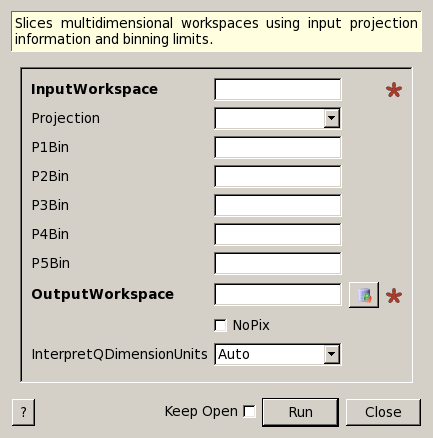 Slices multidimensional workspaces using input projection
information and binning limits.
InputWorkspace
Projection
P1Bin
P2Bin
P3Bin
P4Bin
P5Bin
OutputWorkspace
NoPix
InterpretQDimensionUnits Auto
? Keep Open Run Close